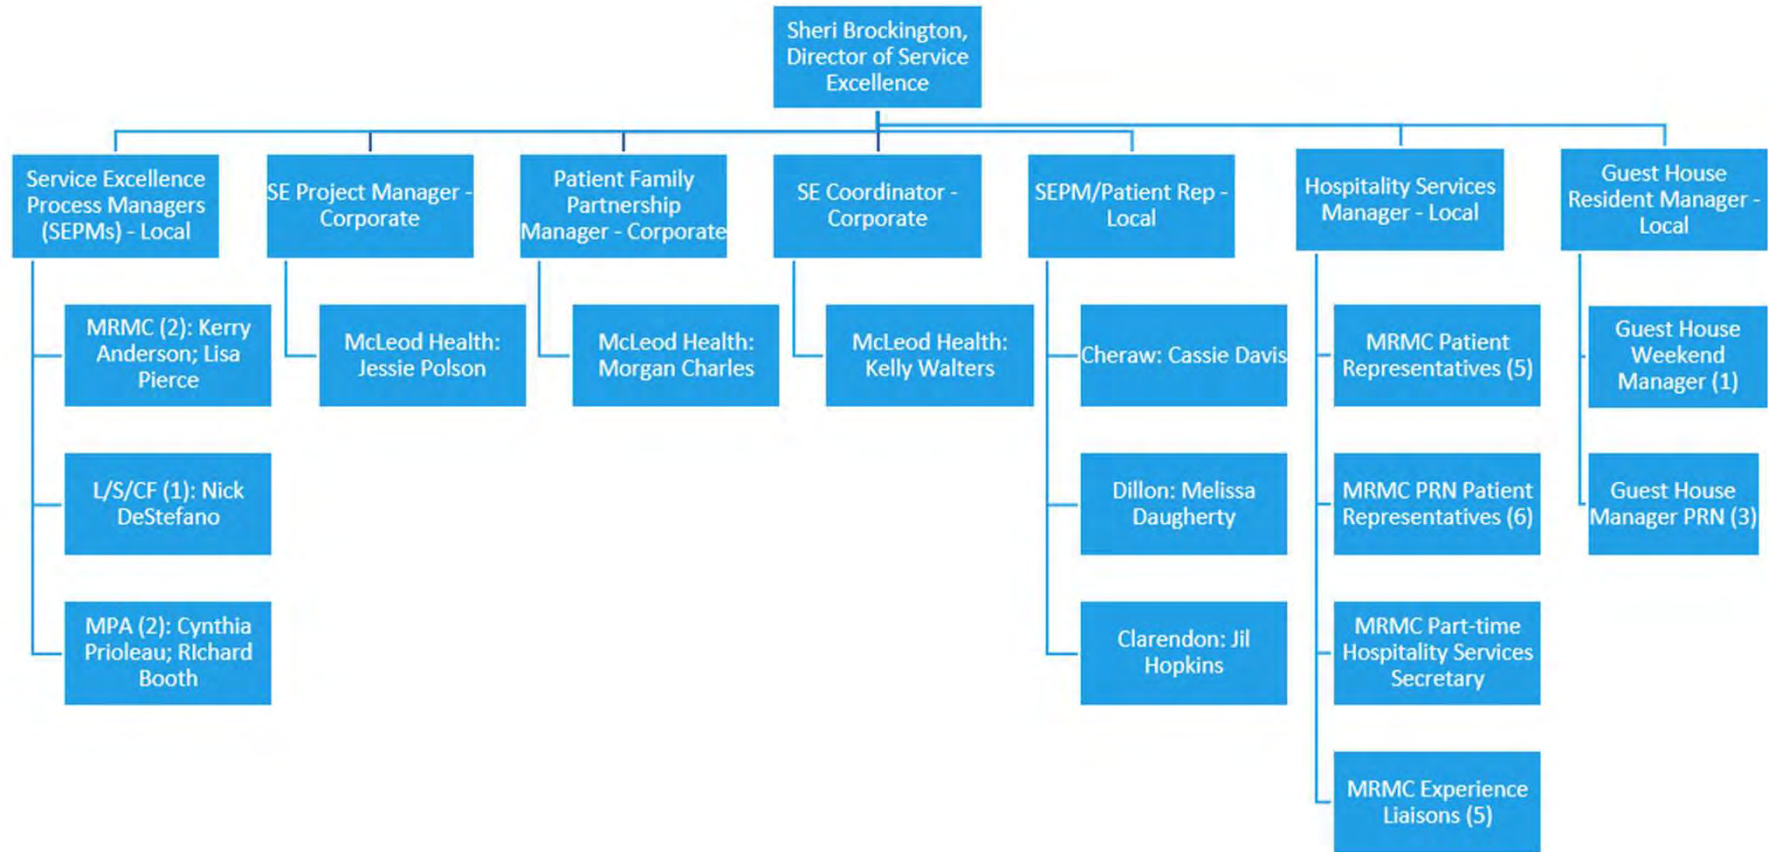 Sheri Brockington,
Director of Service
Excellence
Service Excellence
Process Managers
(SEPMs) - Local
SE Project Manager -
Corporate
Patient Family
Partnership
Manager - Corporate
SE Coordinator -
Corporate
SEPM/Patient Rep -
Local
Hospitality Services
Manager - Local
Guest House
Resident Manager -
Local
MRMC (2): Kerry
Anderson; Lisa
Pierce
L/S/CF (1): Nick
DeStefano
MPA (2): Cynthia
Prioleau; RIchard
Booth
McLeod Health:
Jessie Polson
McLeod Health:
Morgan Charles
McLeod Health:
Kelly Walters
Cheraw: Cassie Davis
Dillon: Melissa
Daugherty
Clarendon: Jil
Hopkins
MRMC Patient
Representatives (5)
MRMC PRN Patient
Representatives (6)
MRMC Part-time
Hospitality Services
Secretary
MRMC Experience
Liaisons (5)
Guest House
Weekend
Manager (1)
Guest House
Manager PRN (3)